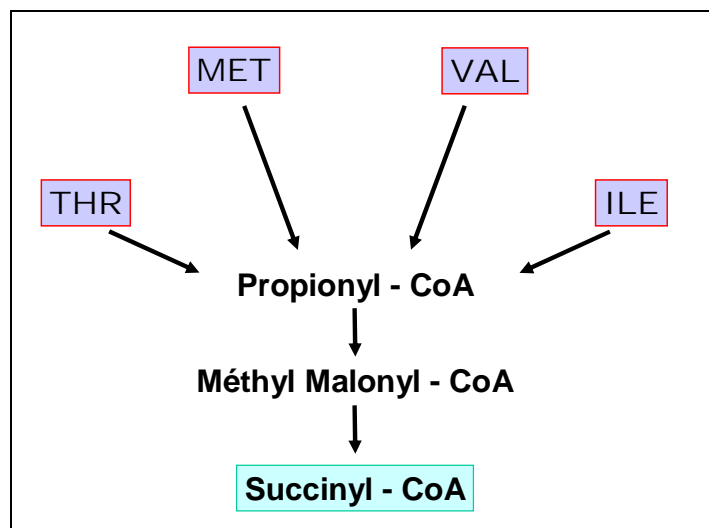 MET VAL
THR ILE
Propionyl - CoA
Méthyl Malonyl - CoA
Succinyl - CoA